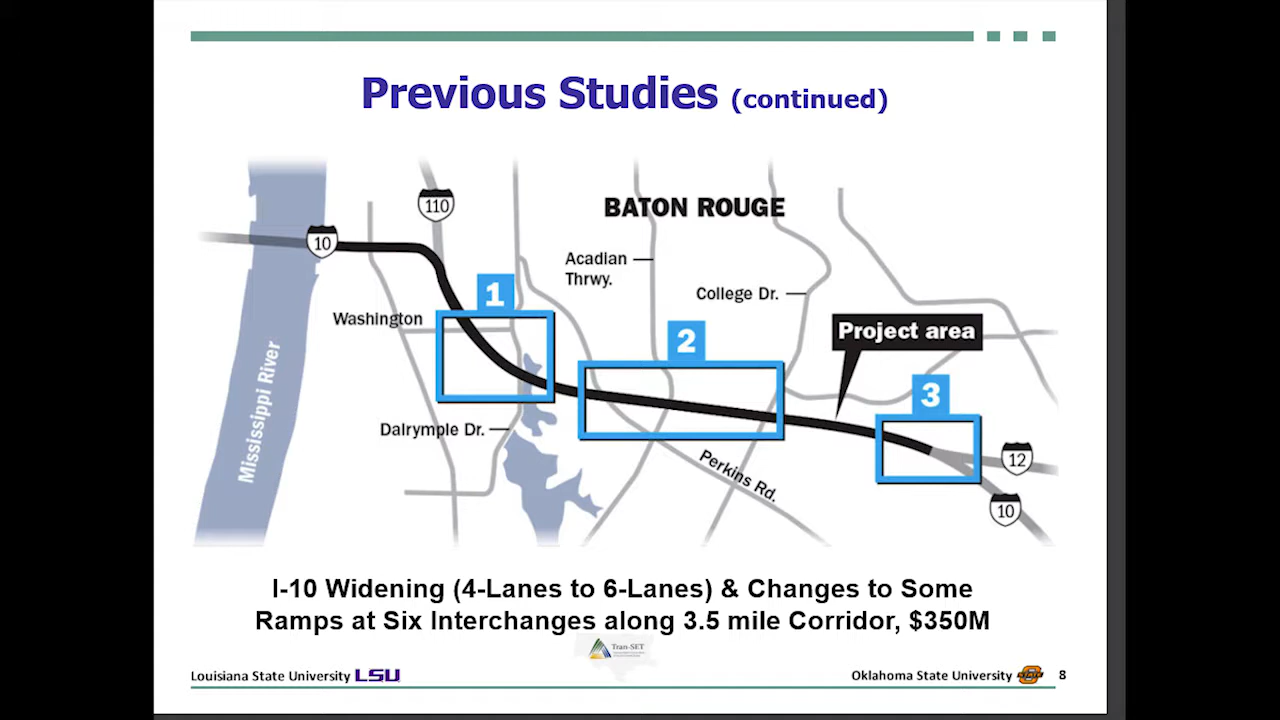 Previous Studies (continued)
110
BATON ROUGE
10
Acadian
Thrwy.
College Dr.
1
Washington
2
Project area
3
Mississippi River
Dalrymple Dr.
Perkins Rd.
12
10
I-10 Widening (4-Lanes to 6-Lanes) & Changes to Some
Ramps at Six Interchanges along 3.5 mile Corridor, $350M
Tran-SET
Louisiana State University LSU
Oklahoma State University
8